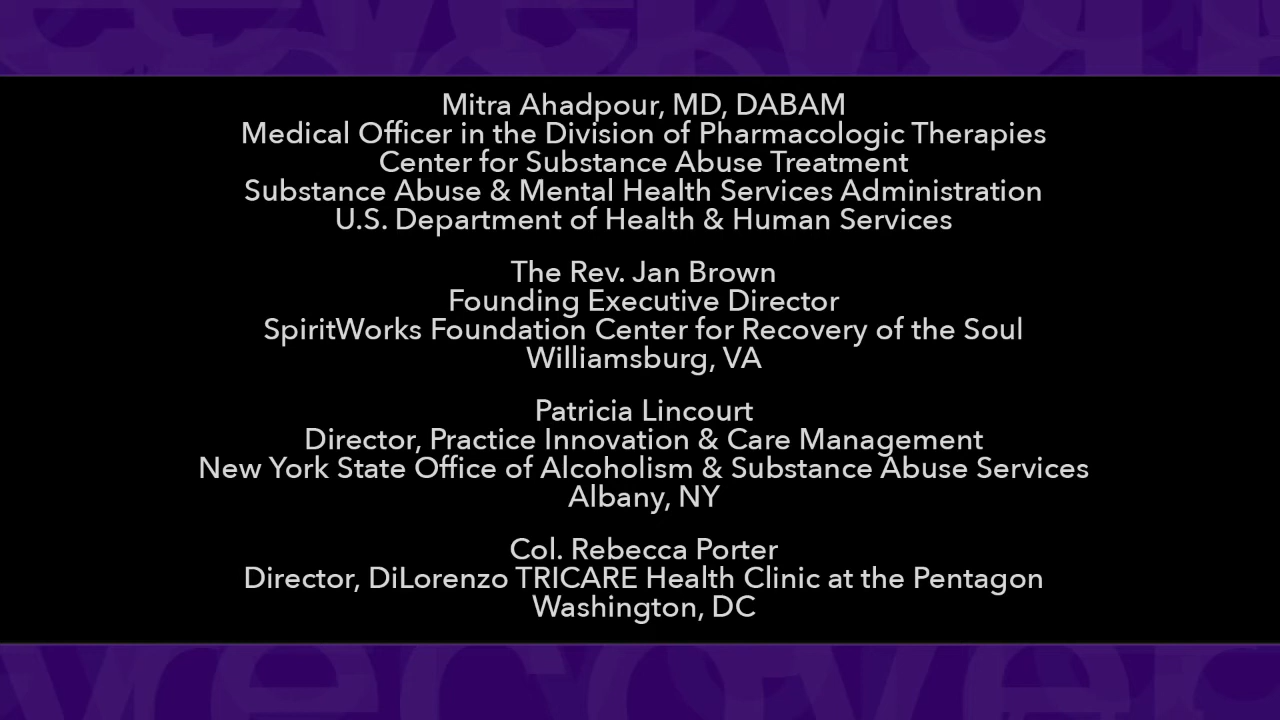 Mitra Ahadpour, MD, DABAM
Medical Officer in the Division of Pharmacologic Therapies
Center for Substance Abuse Treatment
Substance Abuse & Mental Health Services Administration
U.S. Department of Health & Human Services
The Rev. Jan Brown
Founding Executive Director
SpiritWorks Foundation Center for Recovery of the Soul
Williamsburg, VA
Patricia Lincourt
Director, Practice Innovation & Care Management
New York State Office of Alcoholism & Substance Abuse Services
Albany, NY
Col. Rebecca Porter
Director, DiLorenzo TRICARE Health Clinic at the Pentagon
Washington, DC